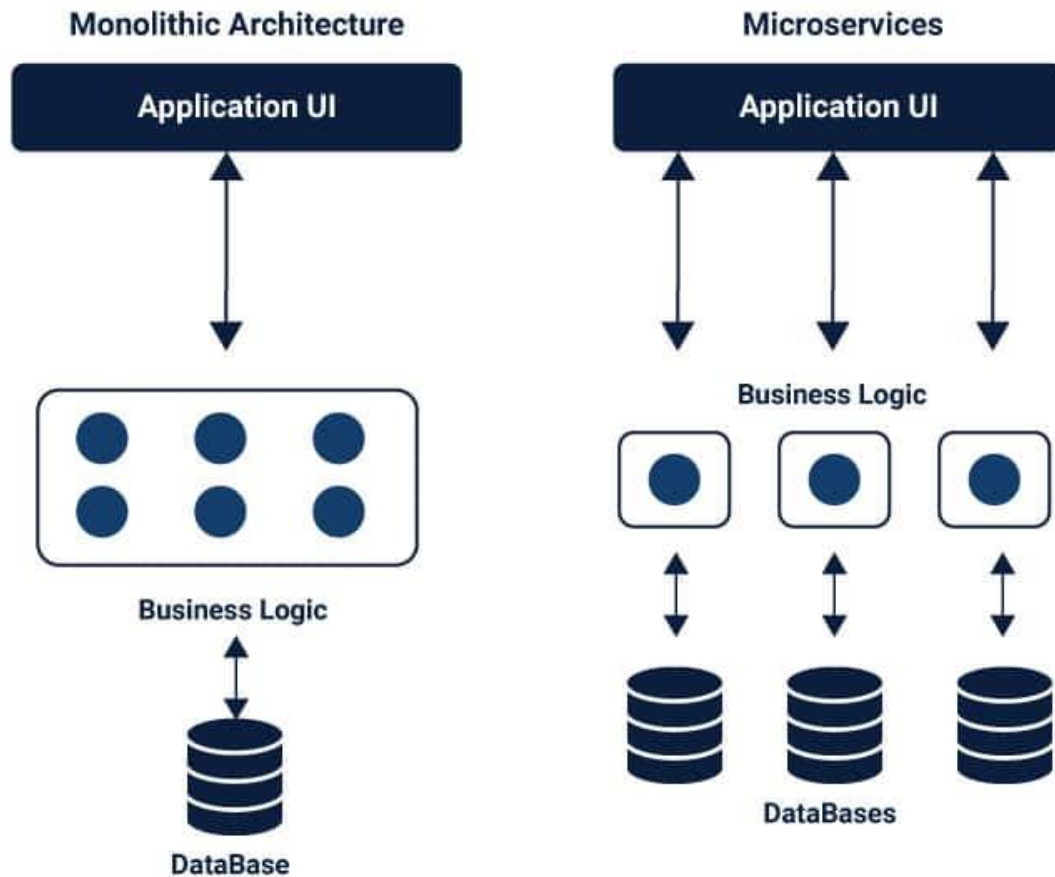 Monolithic Architecture
Application UI
Business Logic
DataBase
Microservices
Application UI
Business Logic
DataBases